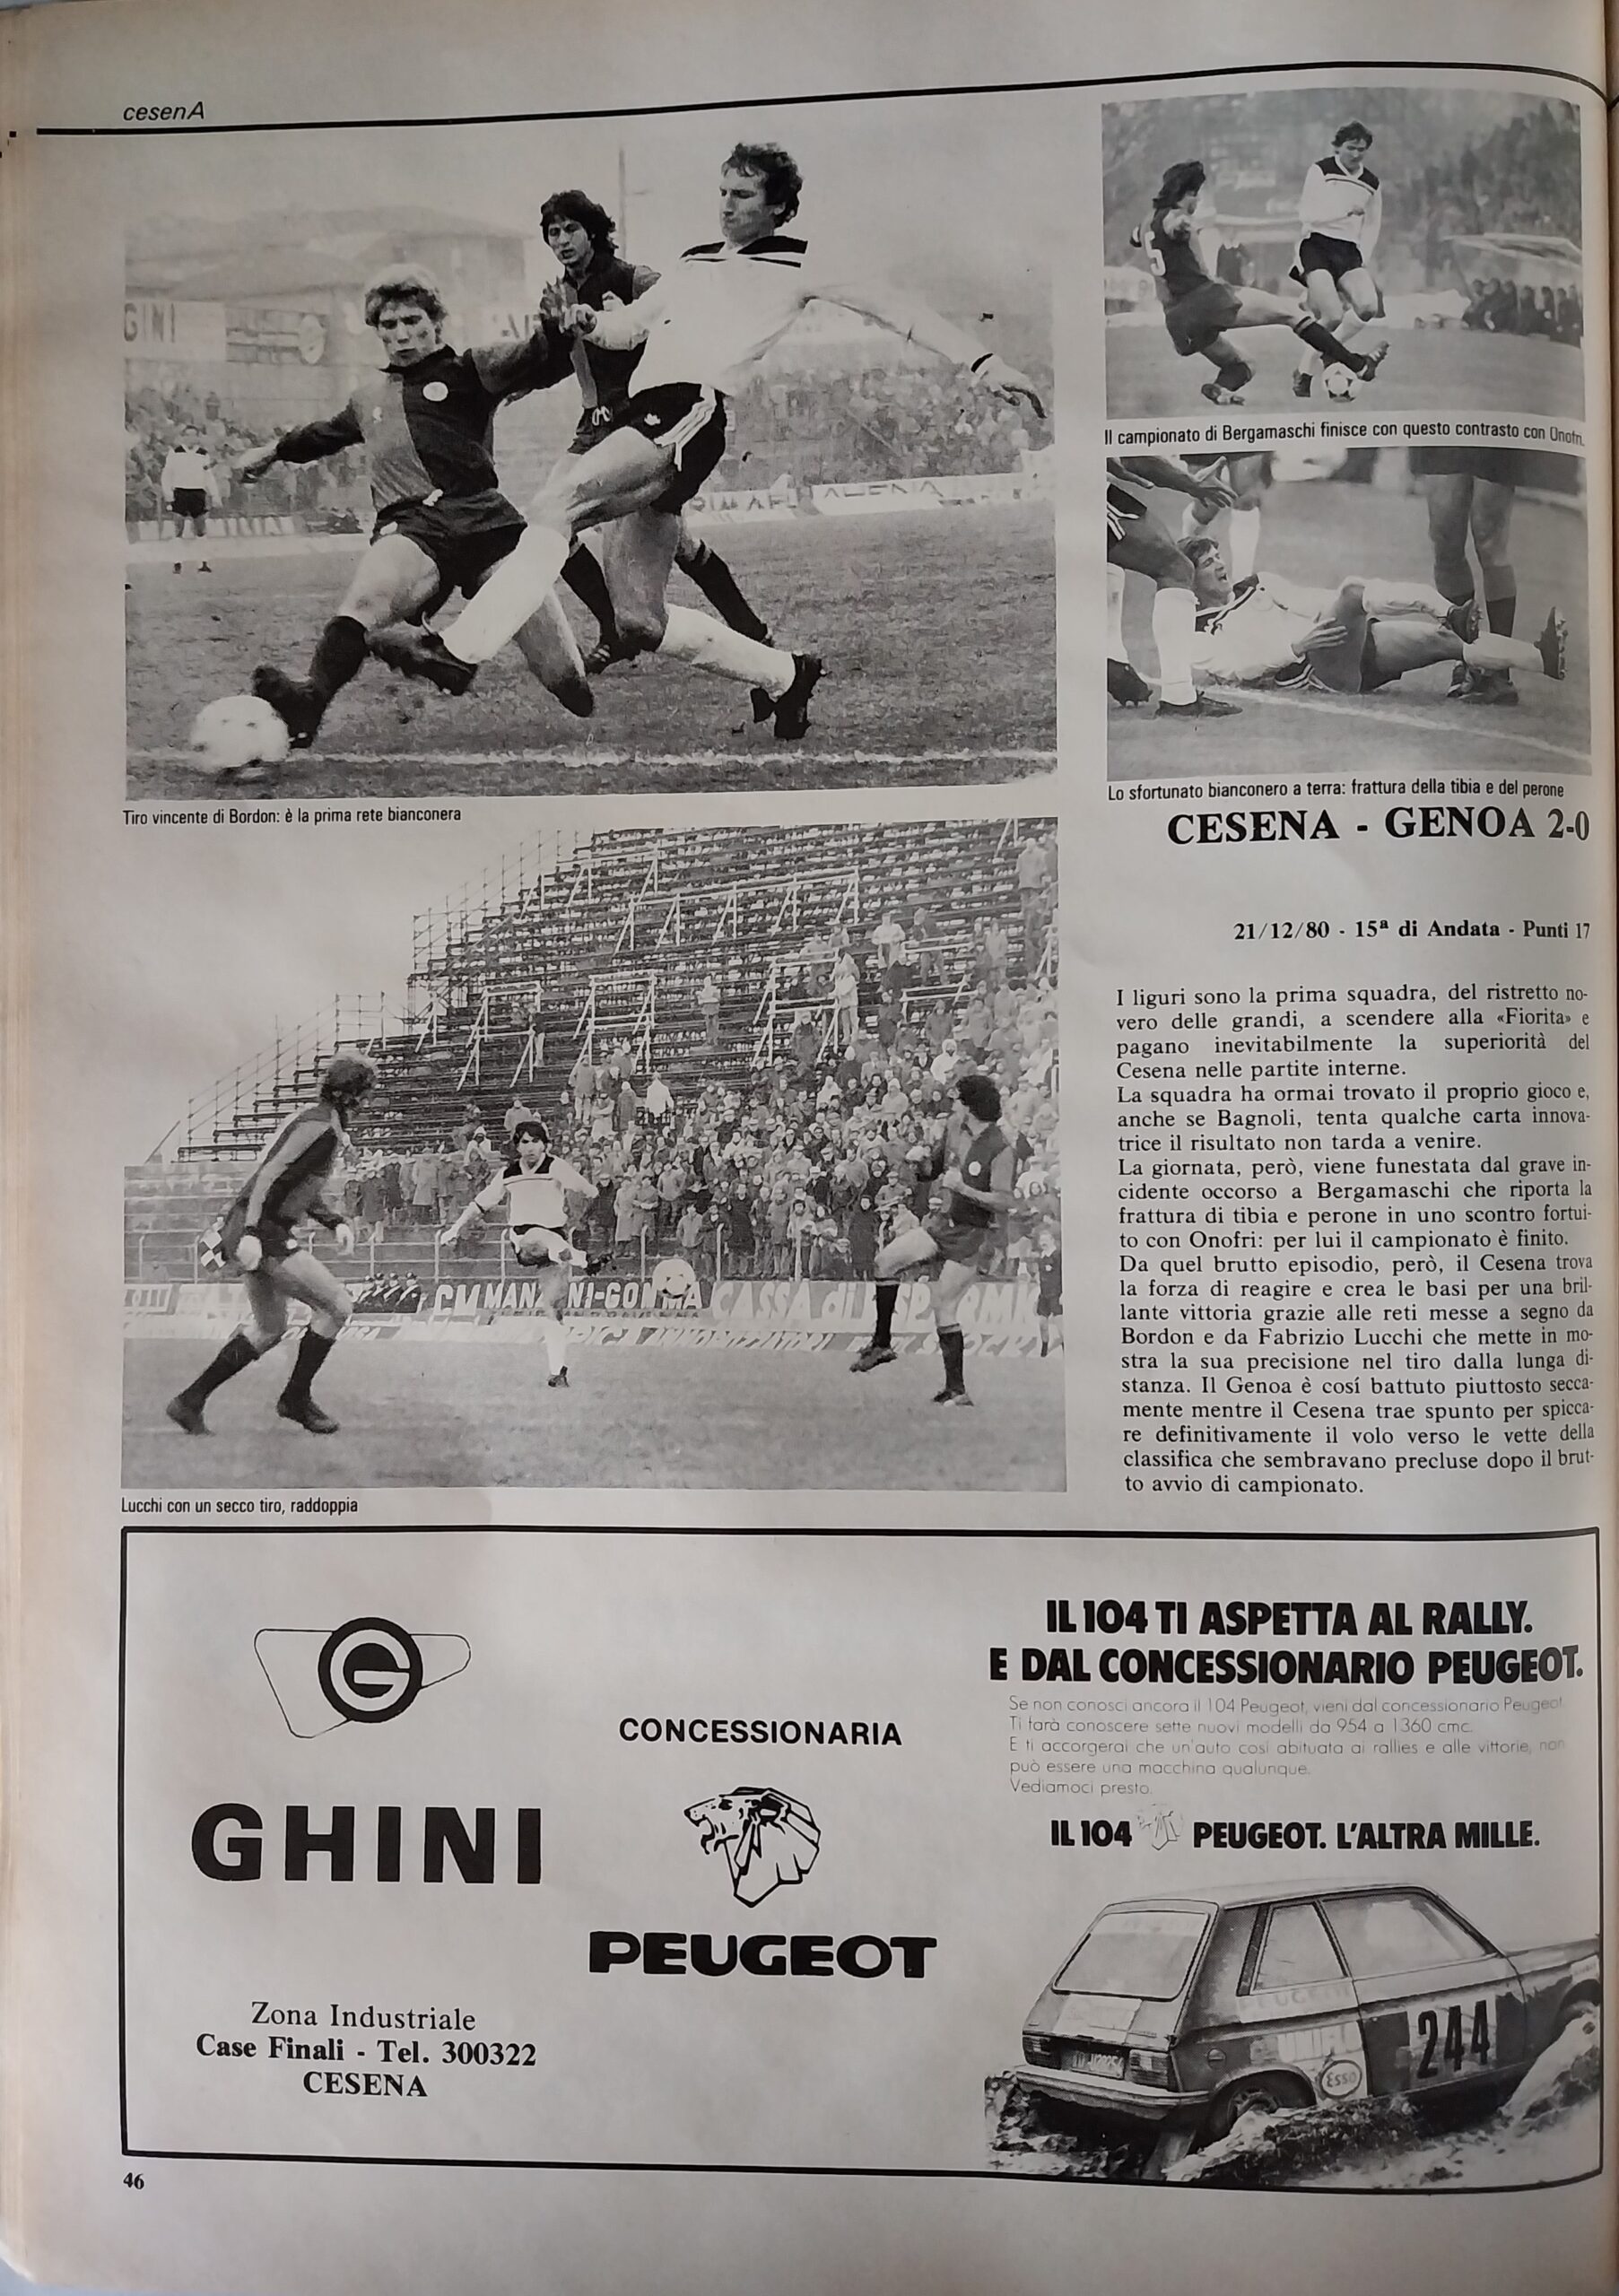 cesenA
GINI
Tiro vincente di Bordon: è la prima rete bianconera
5
Il campionato di Bergamaschi finisce con questo contrasto con
Lo sfortunato bianconero a terra: frattura della tibia e del perone
CESENA - GENOA 2-0
21/12/80 - 15ª di Andata - Punti 17
I liguri sono la prima squadra, del ristretto no-
vero delle grandi, a scendere alla «Fiorita» e
pagano inevitabilmente la superiorità del
Cesena nelle partite interne.
La squadra ha ormai trovato il proprio gioco e,
anche se Bagnoli, tenta qualche carta innova-
trice il risultato non tarda a venire.
La giornata, però, viene funestata dal grave in-
cidente occorso a Bergamaschi che riporta la
frattura di tibia e perone in uno scontro fortui-
to con Onofri: per lui il campionato è finito.
Da quel brutto episodio, però, il Cesena trova
la forza di reagire e crea le basi per una bril-
lante vittoria grazie alle reti messe a segno da
Bordon e da Fabrizio Lucchi che mette in mo-
stra la sua precisione nel tiro dalla lunga di-
stanza. Il Genoa è cosí battuto piuttosto secca-
mente mentre il Cesena trae spunto per spicca-
re definitivamente il volo verso le vette della
classifica che sembravano precluse dopo il brut-
to avvio di campionato.
CASSA di
Lucchi con un secco tiro, raddoppia
GHINI
Zona Industriale
Case Finali - Tel. 300322
CESENA
CONCESSIONARIA
PEUGEOT
IL 104 TI ASPETTA AL RALLY.
E DAL CONCESSIONARIO PEUGEOT.
Se non conosci ancora il 104 Peugeot, vieni dal concessionario Peugeot.
Ti farà conoscere sette nuovi modelli da 954 a 1360 cmc.
E ti accorgerai che un'auto così abituata ai rallies e alle vittorie, non
può essere una macchina qualunque.
Vediamoci presto.
IL 104 PEUGEOT. L'ALTRA MILLE.
PEUGEOT
244
Esso
46